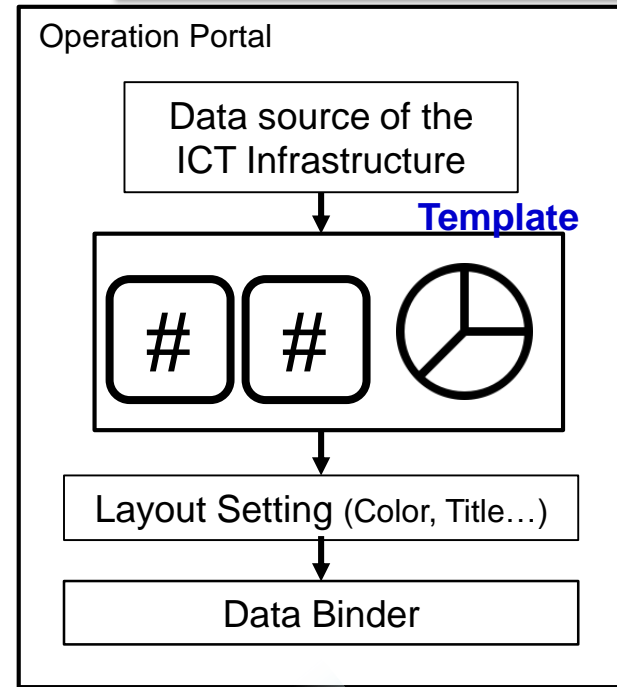 Operation Portal
Data source of the
ICT Infrastructure
Template
# #
Layout Setting (Color, Title…)
Data Binder